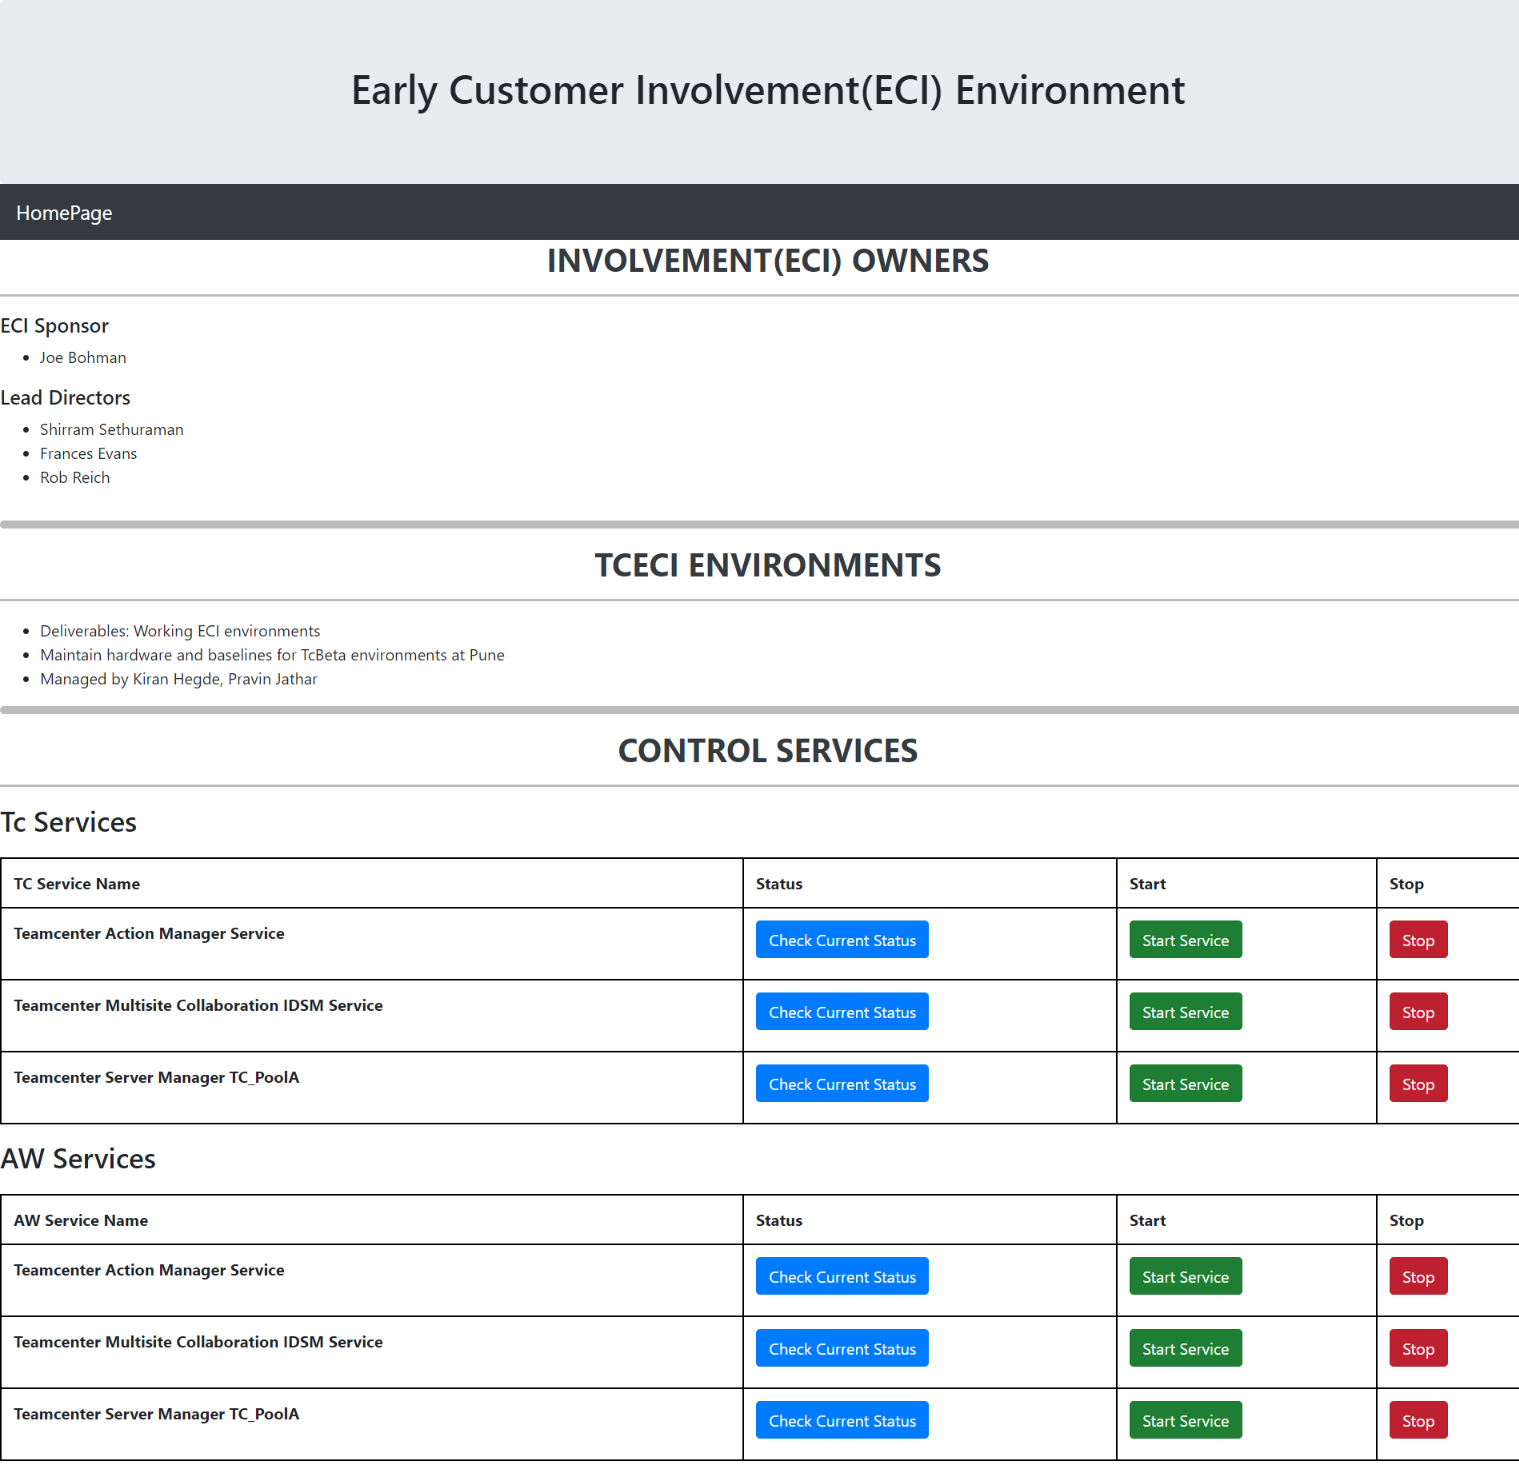 Early Customer Involvement(ECI) Environment
HomePage
INVOLVEMENT(ECI) OWNERS
ECI Sponsor
Joe Bohman
Lead Directors
Shirram Sethuraman
Frances Evans
Rob Reich
TCECI ENVIRONMENTS
Deliverables: Working ECI environments
Maintain hardware and baselines for TcBeta environments at Pune
Managed by Kiran Hegde, Pravin Jathar
CONTROL SERVICES
Tc Services
TC Service Name Status Start Stop
Teamcenter Action Manager Service Check Current Status Start Service Stop
Teamcenter Multisite Collaboration IDSM Service Check Current Status Start Service Stop
Teamcenter Server Manager TC_PoolA Check Current Status Start Service Stop
AW Services
AW Service Name Status Start Stop
Teamcenter Action Manager Service Check Current Status Start Service Stop
Teamcenter Multisite Collaboration IDSM Service Check Current Status Start Service Stop
Teamcenter Server Manager TC_PoolA Check Current Status Start Service Stop